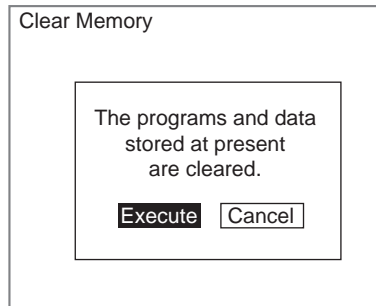 Clear Memory
The programs and data
stored at present
are cleared.
Execute Cancel